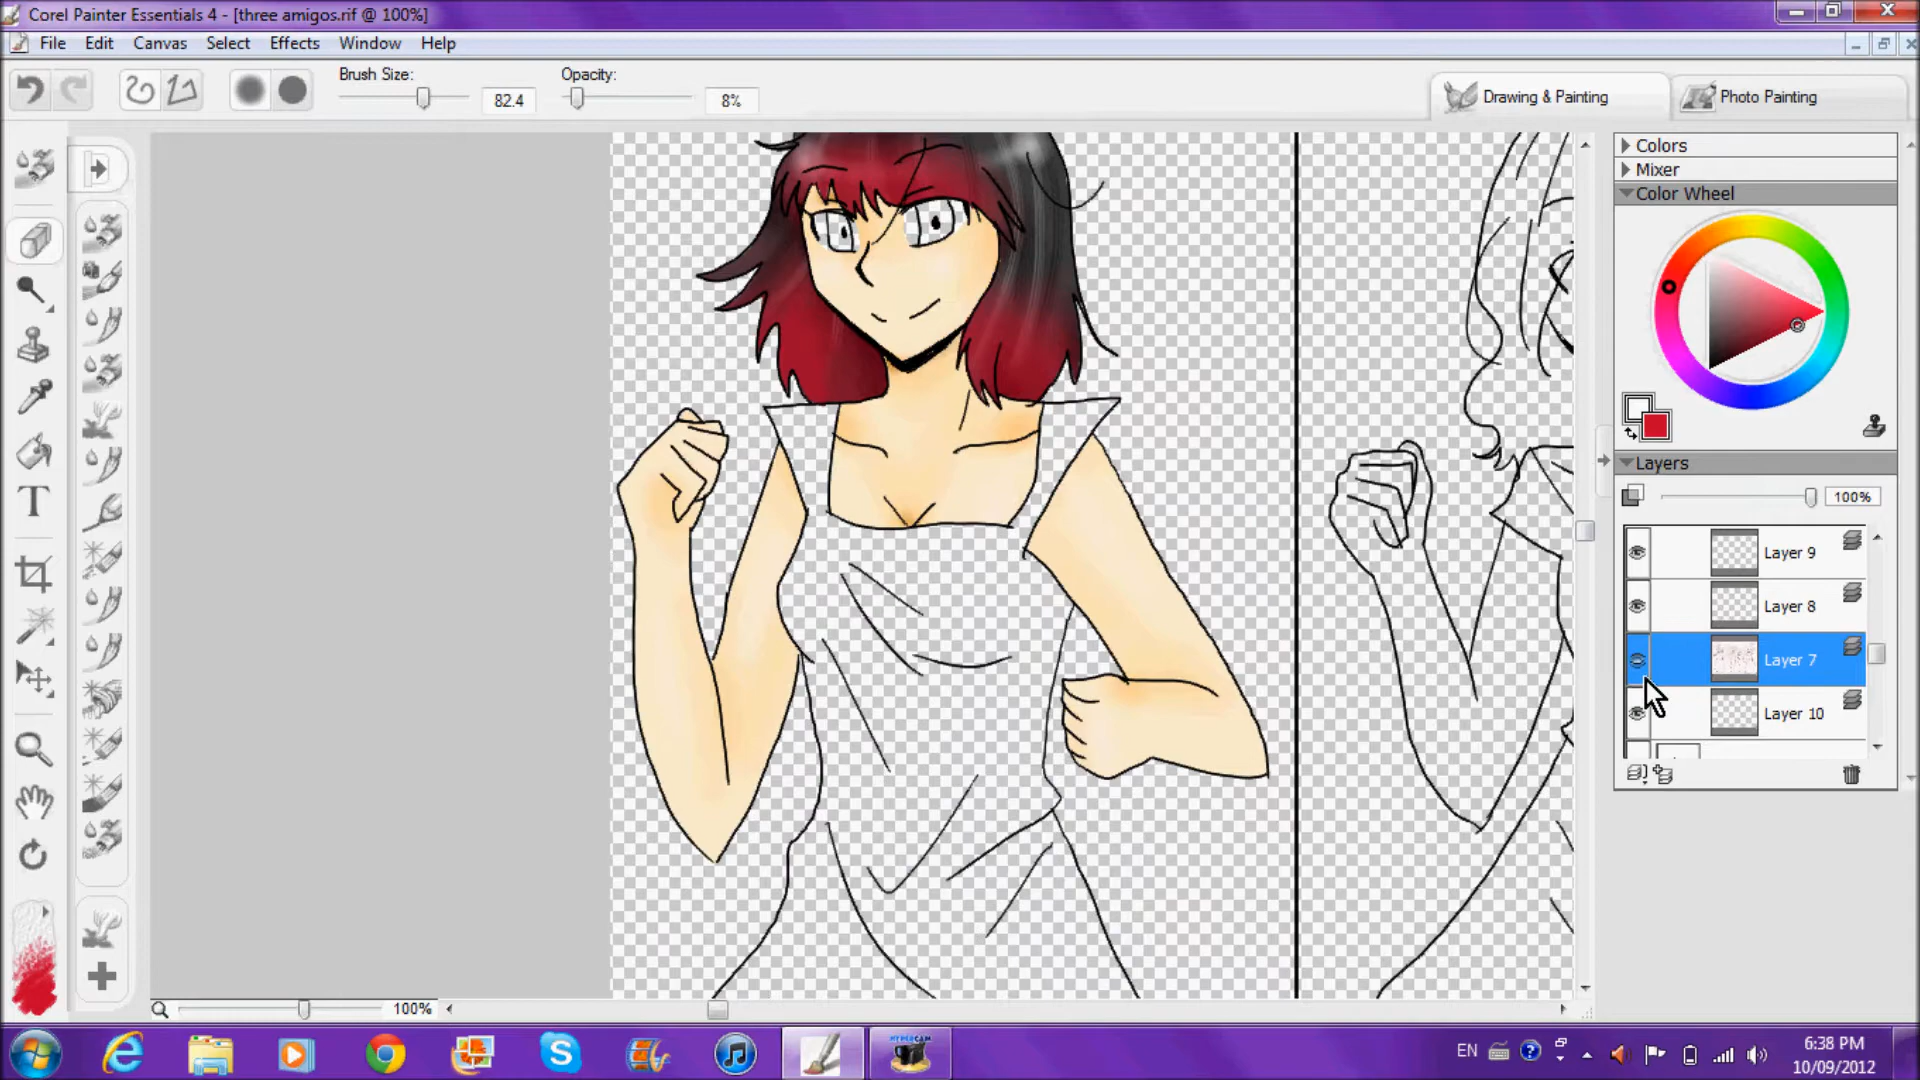 Corel Painter Essentials 4 - [three amigos.rif @ 100%]
File Edit Canvas Select Effects Window Help
Brush Size: 82.4
Opacity: 8%
Drawing & Painting
Photo Painting
Colors
Mixer
Color Wheel
Layers
100%
Layer 9
Layer 8
Layer 7
Layer 10
T
100%
HYPERCAM
EN
6:38 PM
10/09/2012